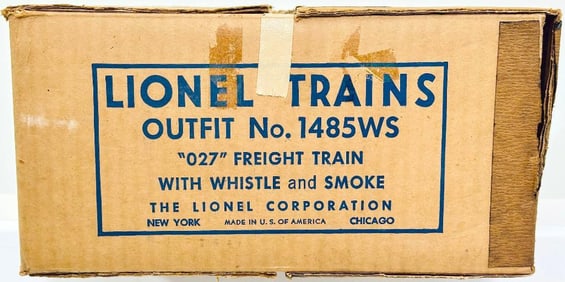 LIONEL TRAINS
OUTFIT No. 1485WS
"027" FREIGHT TRAIN
WITH WHISTLE and SMOKE
THE LIONEL CORPORATION
NEW YORK MADE IN U.S. OF AMERICA CHICAGO